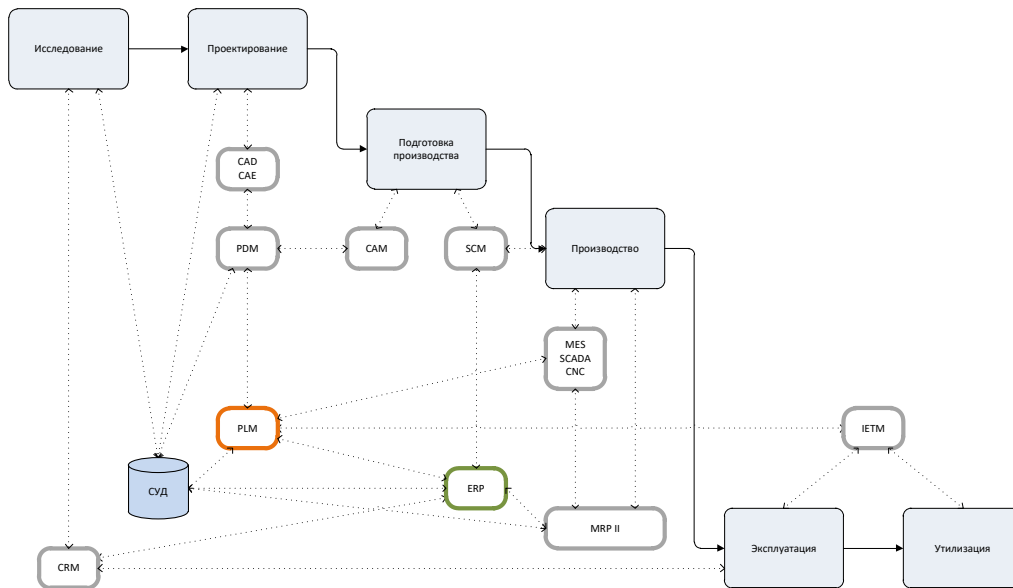 Исследование
Проектирование
Подготовка
производства
CAD
CAE
PDM
CAM
SCM
Производство
MES
SCADA
CNC
PLM
IETM
СУД
ERP
MRP II
Эксплуатация
Утилизация
CRM